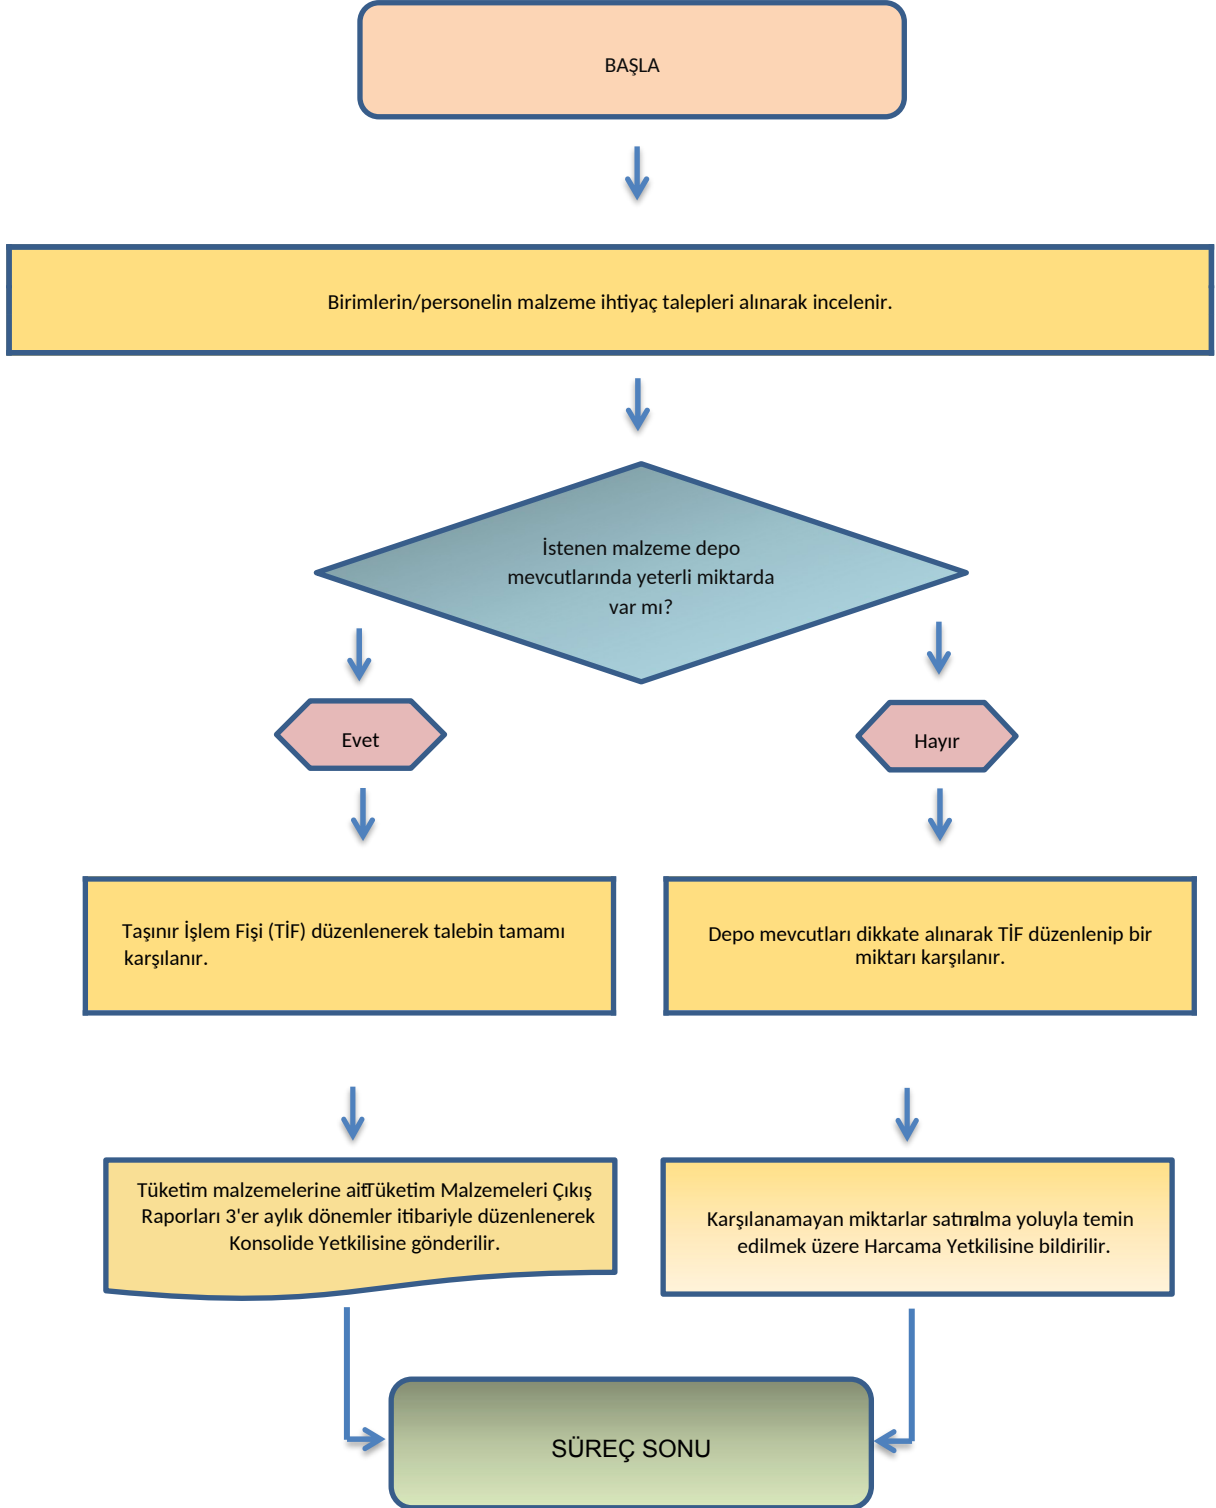 BAŞLA
Birimlerin/personelin malzeme ihtiyaç talepleri alınarak incelenir.
İstenen malzeme depo
mevcutlarında yeterli miktarda
var mı?
Evet
Hayır
Taşınır İşlem Fişi (TİF) düzenlenerek talebin tamamı
karşılanır.
Depo mevcutları dikkate alınarak TİF düzenlenip bir
miktarı karşılanır.
Tüketim malzemelerine aitTüketim Malzemeleri Çıkış
Raporları 3'er aylık dönemler itibariyle düzenlenerek
Konsolide Yetkilisine gönderilir.
Karşılanamayan miktarlar satınalma yoluyla temin
edilmek üzere Harcama Yetkilisine bildirilir.
SÜREÇ SONU